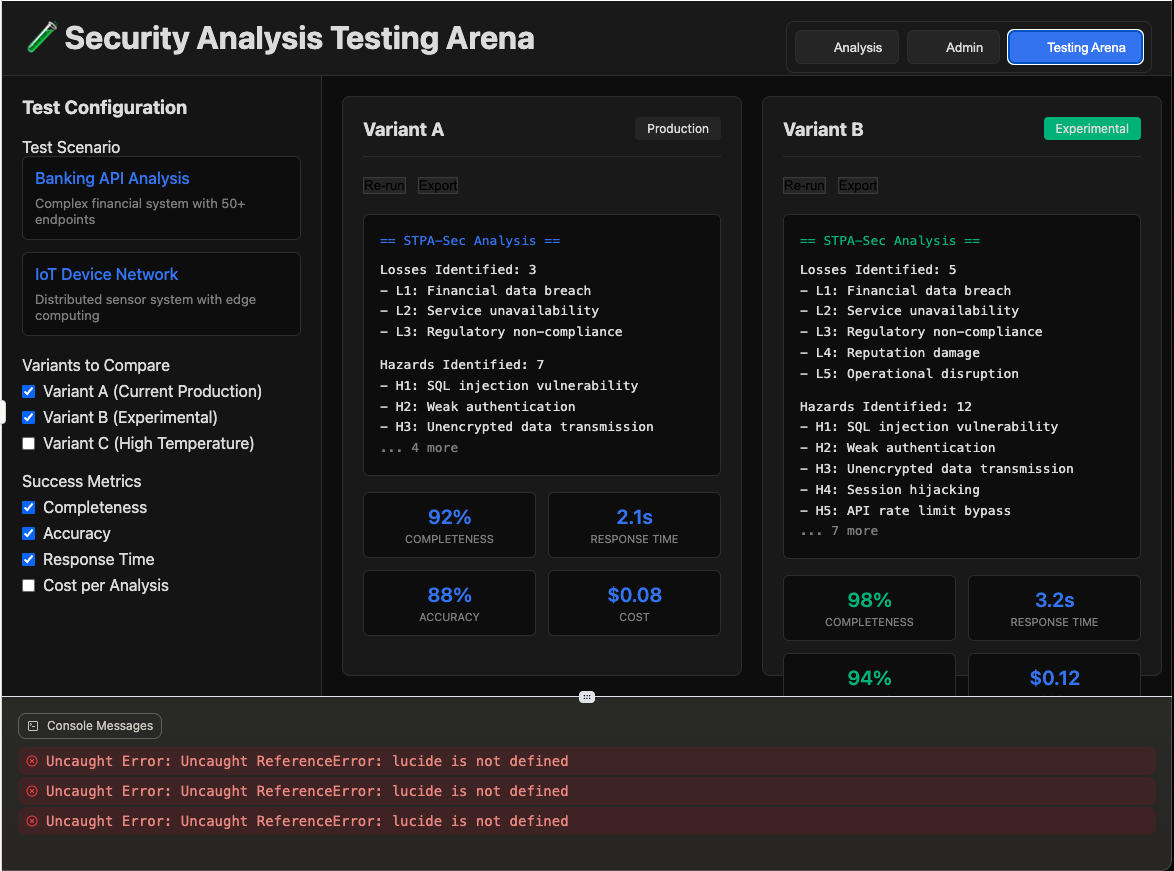 Security Analysis Testing Arena
Analysis
Admin
Testing Arena
Test Configuration
Test Scenario
Banking API Analysis
Complex financial system with 50+
endpoints
IoT Device Network
Distributed sensor system with edge
computing
Variants to Compare
Variant A (Current Production)
Variant B (Experimental)
Variant C (High Temperature)
Success Metrics
Completeness
Accuracy
Response Time
Cost per Analysis
Variant A
Production
Re-run
Export
== STPA-Sec Analysis ==
Losses Identified: 3
- L1: Financial data breach
- L2: Service unavailability
- L3: Regulatory non-compliance
Hazards Identified: 7
- H1: SQL injection vulnerability
- H2: Weak authentication
- H3: Unencrypted data transmission
... 4 more
92%
COMPLETENESS
2.1s
RESPONSE TIME
88%
ACCURACY
$0.08
COST
Variant B
Experimental
Re-run
Export
== STPA-Sec Analysis ==
Losses Identified: 5
- L1: Financial data breach
- L2: Service unavailability
- L3: Regulatory non-compliance
- L4: Reputation damage
- L5: Operational disruption
Hazards Identified: 12
- H1: SQL injection vulnerability
- H2: Weak authentication
- H3: Unencrypted data transmission
- H4: Session hijacking
- H5: API rate limit bypass
... 7 more
98%
COMPLETENESS
3.2s
RESPONSE TIME
94%
$0.12
Console Messages
Uncaught Error: Uncaught ReferenceError: lucide is not defined
Uncaught Error: Uncaught ReferenceError: lucide is not defined
Uncaught Error: Uncaught ReferenceError: lucide is not defined